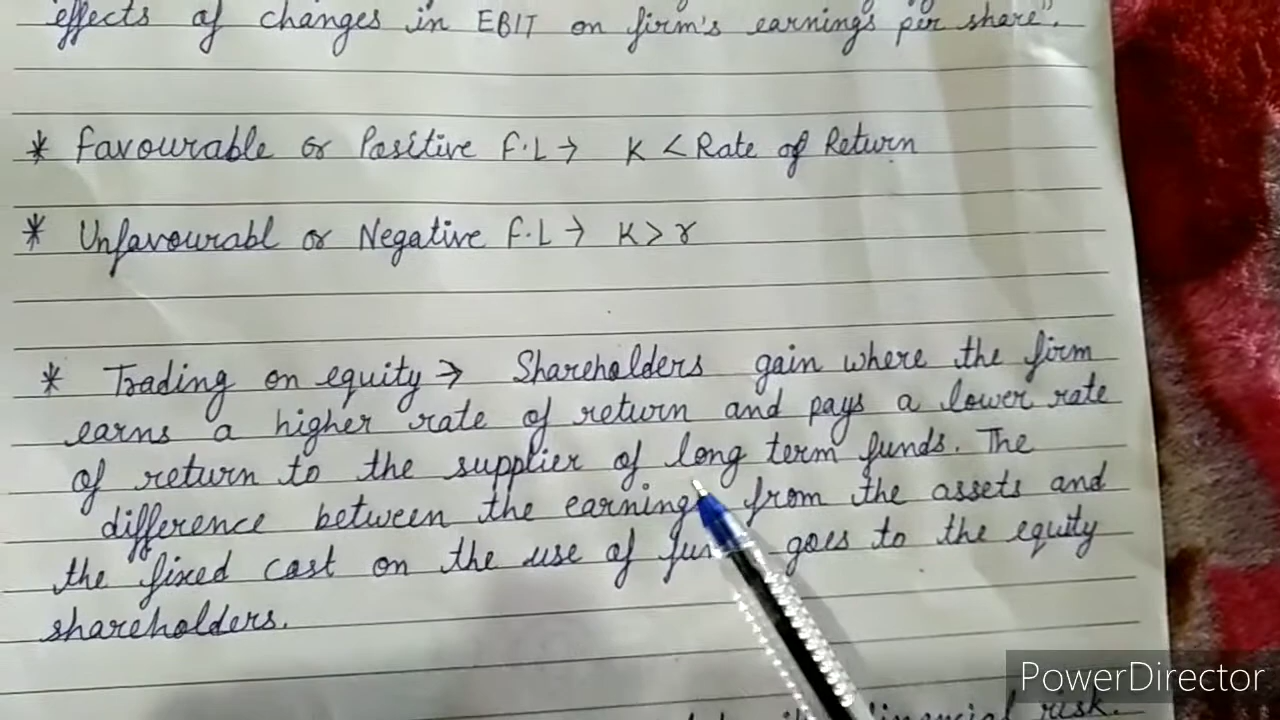 effects of changes in EBIT on firm's earnings per share".
* Favourable or Positive F.L → K < Rate of Return
* Unfavourabl or Negative F.L → K > r
* Trading on equity → Shareholders gain where the firm
earns a higher rate of return and pays a lower rate
of return to the supplier of long term funds. The
difference between the earnings from the assets and
the fixed cost on the use of goes to the equity
shareholders.
financial risk.
PowerDirector